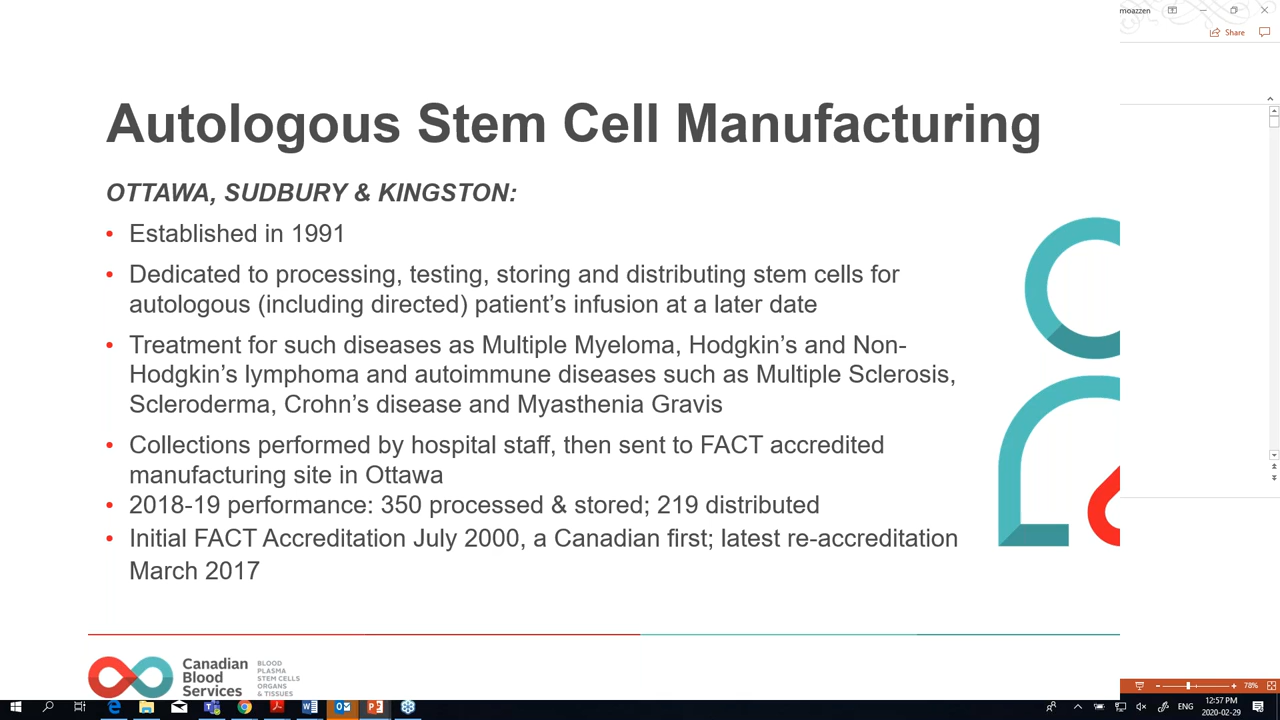 moazzen
Share
Autologous Stem Cell Manufacturing
OTTAWA, SUDBURY & KINGSTON:
• Established in 1991
• Dedicated to processing, testing, storing and distributing stem cells for
autologous (including directed) patient’s infusion at a later date
• Treatment for such diseases as Multiple Myeloma, Hodgkin’s and Non-
Hodgkin’s lymphoma and autoimmune diseases such as Multiple Sclerosis,
Scleroderma, Crohn’s disease and Myasthenia Gravis
• Collections performed by hospital staff, then sent to FACT accredited
manufacturing site in Ottawa
• 2018-19 performance: 350 processed & stored; 219 distributed
• Initial FACT Accreditation July 2000, a Canadian first; latest re-accreditation
March 2017
Canadian
Blood
Services
BLOOD
PLASMA
STEM CELLS
ORGANS
& TISSUES
78%
ENG
12:57 PM
2020-02-29